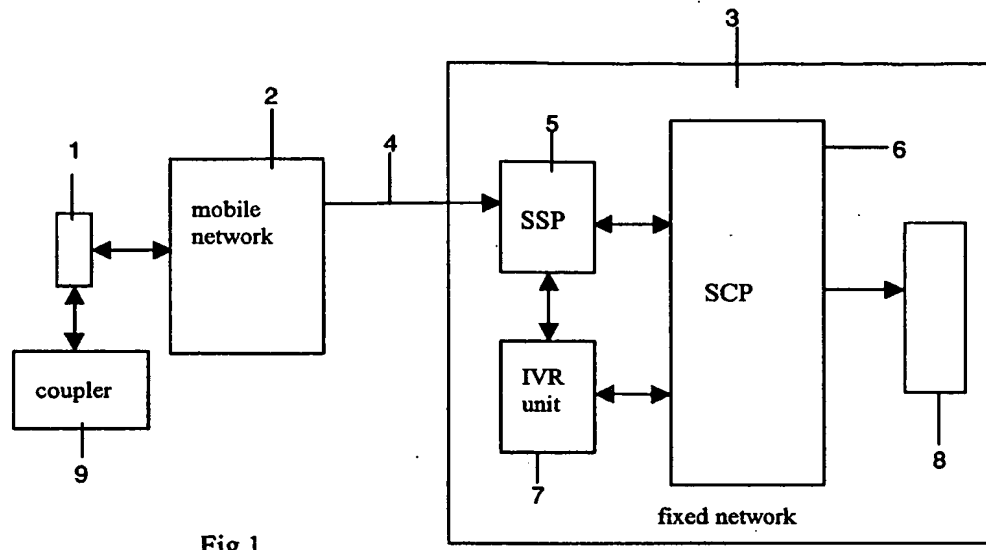 3
2
5
1
4
6
mobile
network
SSP
SCP
coupler
IVR
unit
9
7
8
fixed network
Fig 1